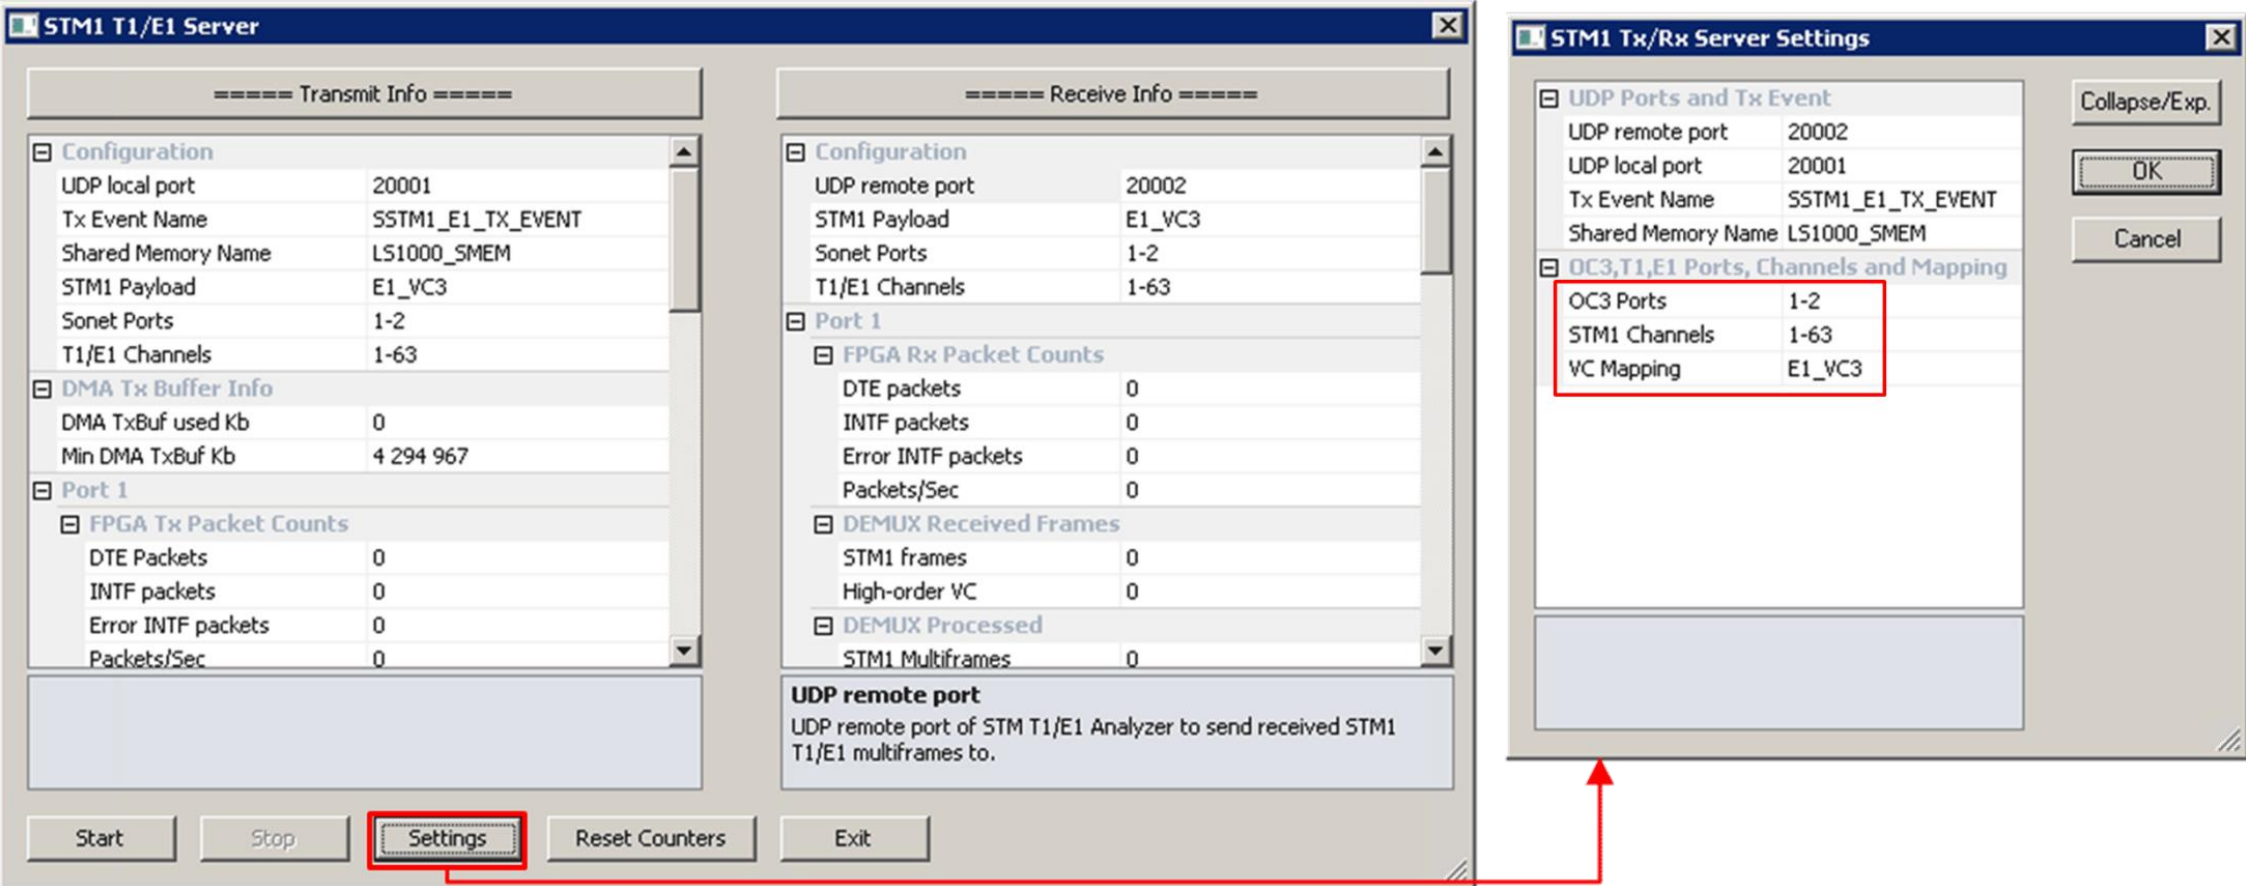 STM1 T1/E1 Server
===== Transmit Info =====
Configuration
UDP local port 20001
Tx Event Name SSTM1_E1_TX_EVENT
Shared Memory Name LS1000_SMEM
STM1 Payload E1_VC3
Sonet Ports 1-2
T1/E1 Channels 1-63
DMA Tx Buffer Info
DMA TxBuf used Kb 0
Min DMA TxBuf Kb 4 294 967
Port 1
FPGA Tx Packet Counts
DTE Packets 0
INTF packets 0
Error INTF packets 0
Packets/Sec 0
===== Receive Info =====
Configuration
UDP remote port 20002
STM1 Payload E1_VC3
Sonet Ports 1-2
T1/E1 Channels 1-63
Port 1
FPGA Rx Packet Counts
DTE packets 0
INTF packets 0
Error INTF packets 0
Packets/Sec 0
DEMUX Received Frames
STM1 frames 0
High-order VC 0
DEMUX Processed
STM1 Multiframes 0
UDP remote port
UDP remote port of STM T1/E1 Analyzer to send received STM1
T1/E1 multiframes to.
Start Stop Settings Reset Counters Exit
STM1 Tx/Rx Server Settings
UDP Ports and Tx Event
UDP remote port 20002
UDP local port 20001
Tx Event Name SSTM1_E1_TX_EVENT
Shared Memory Name LS1000_SMEM
OC3,T1,E1 Ports, Channels and Mapping
OC3 Ports 1-2
STM1 Channels 1-63
VC Mapping E1_VC3
Collapse/Exp.
OK
Cancel